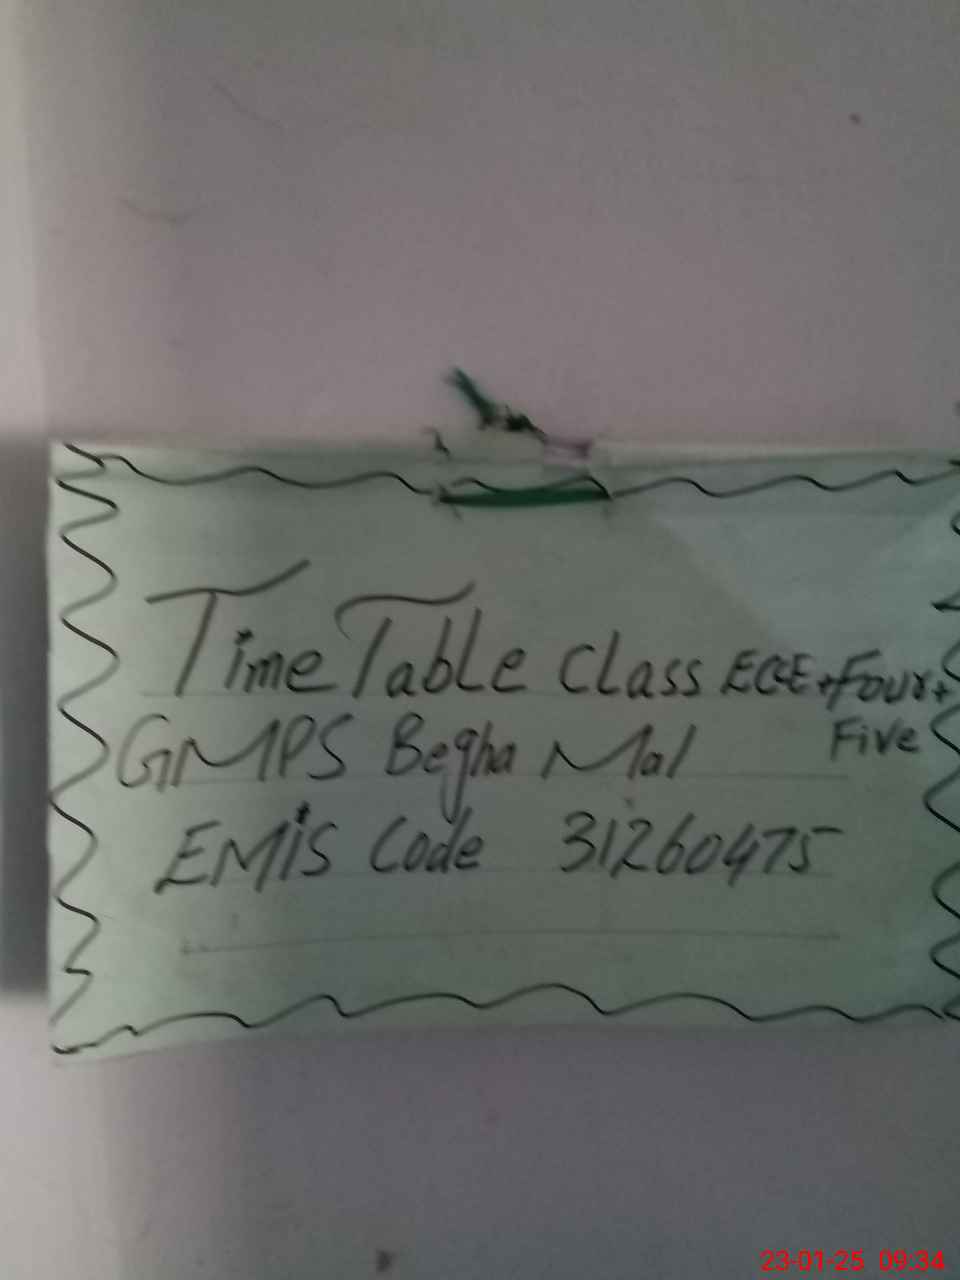 Time Table Class ECE+Four+
Five
GMPS Begha Mal
EMIS Code 31260475
23-01-25 09:34